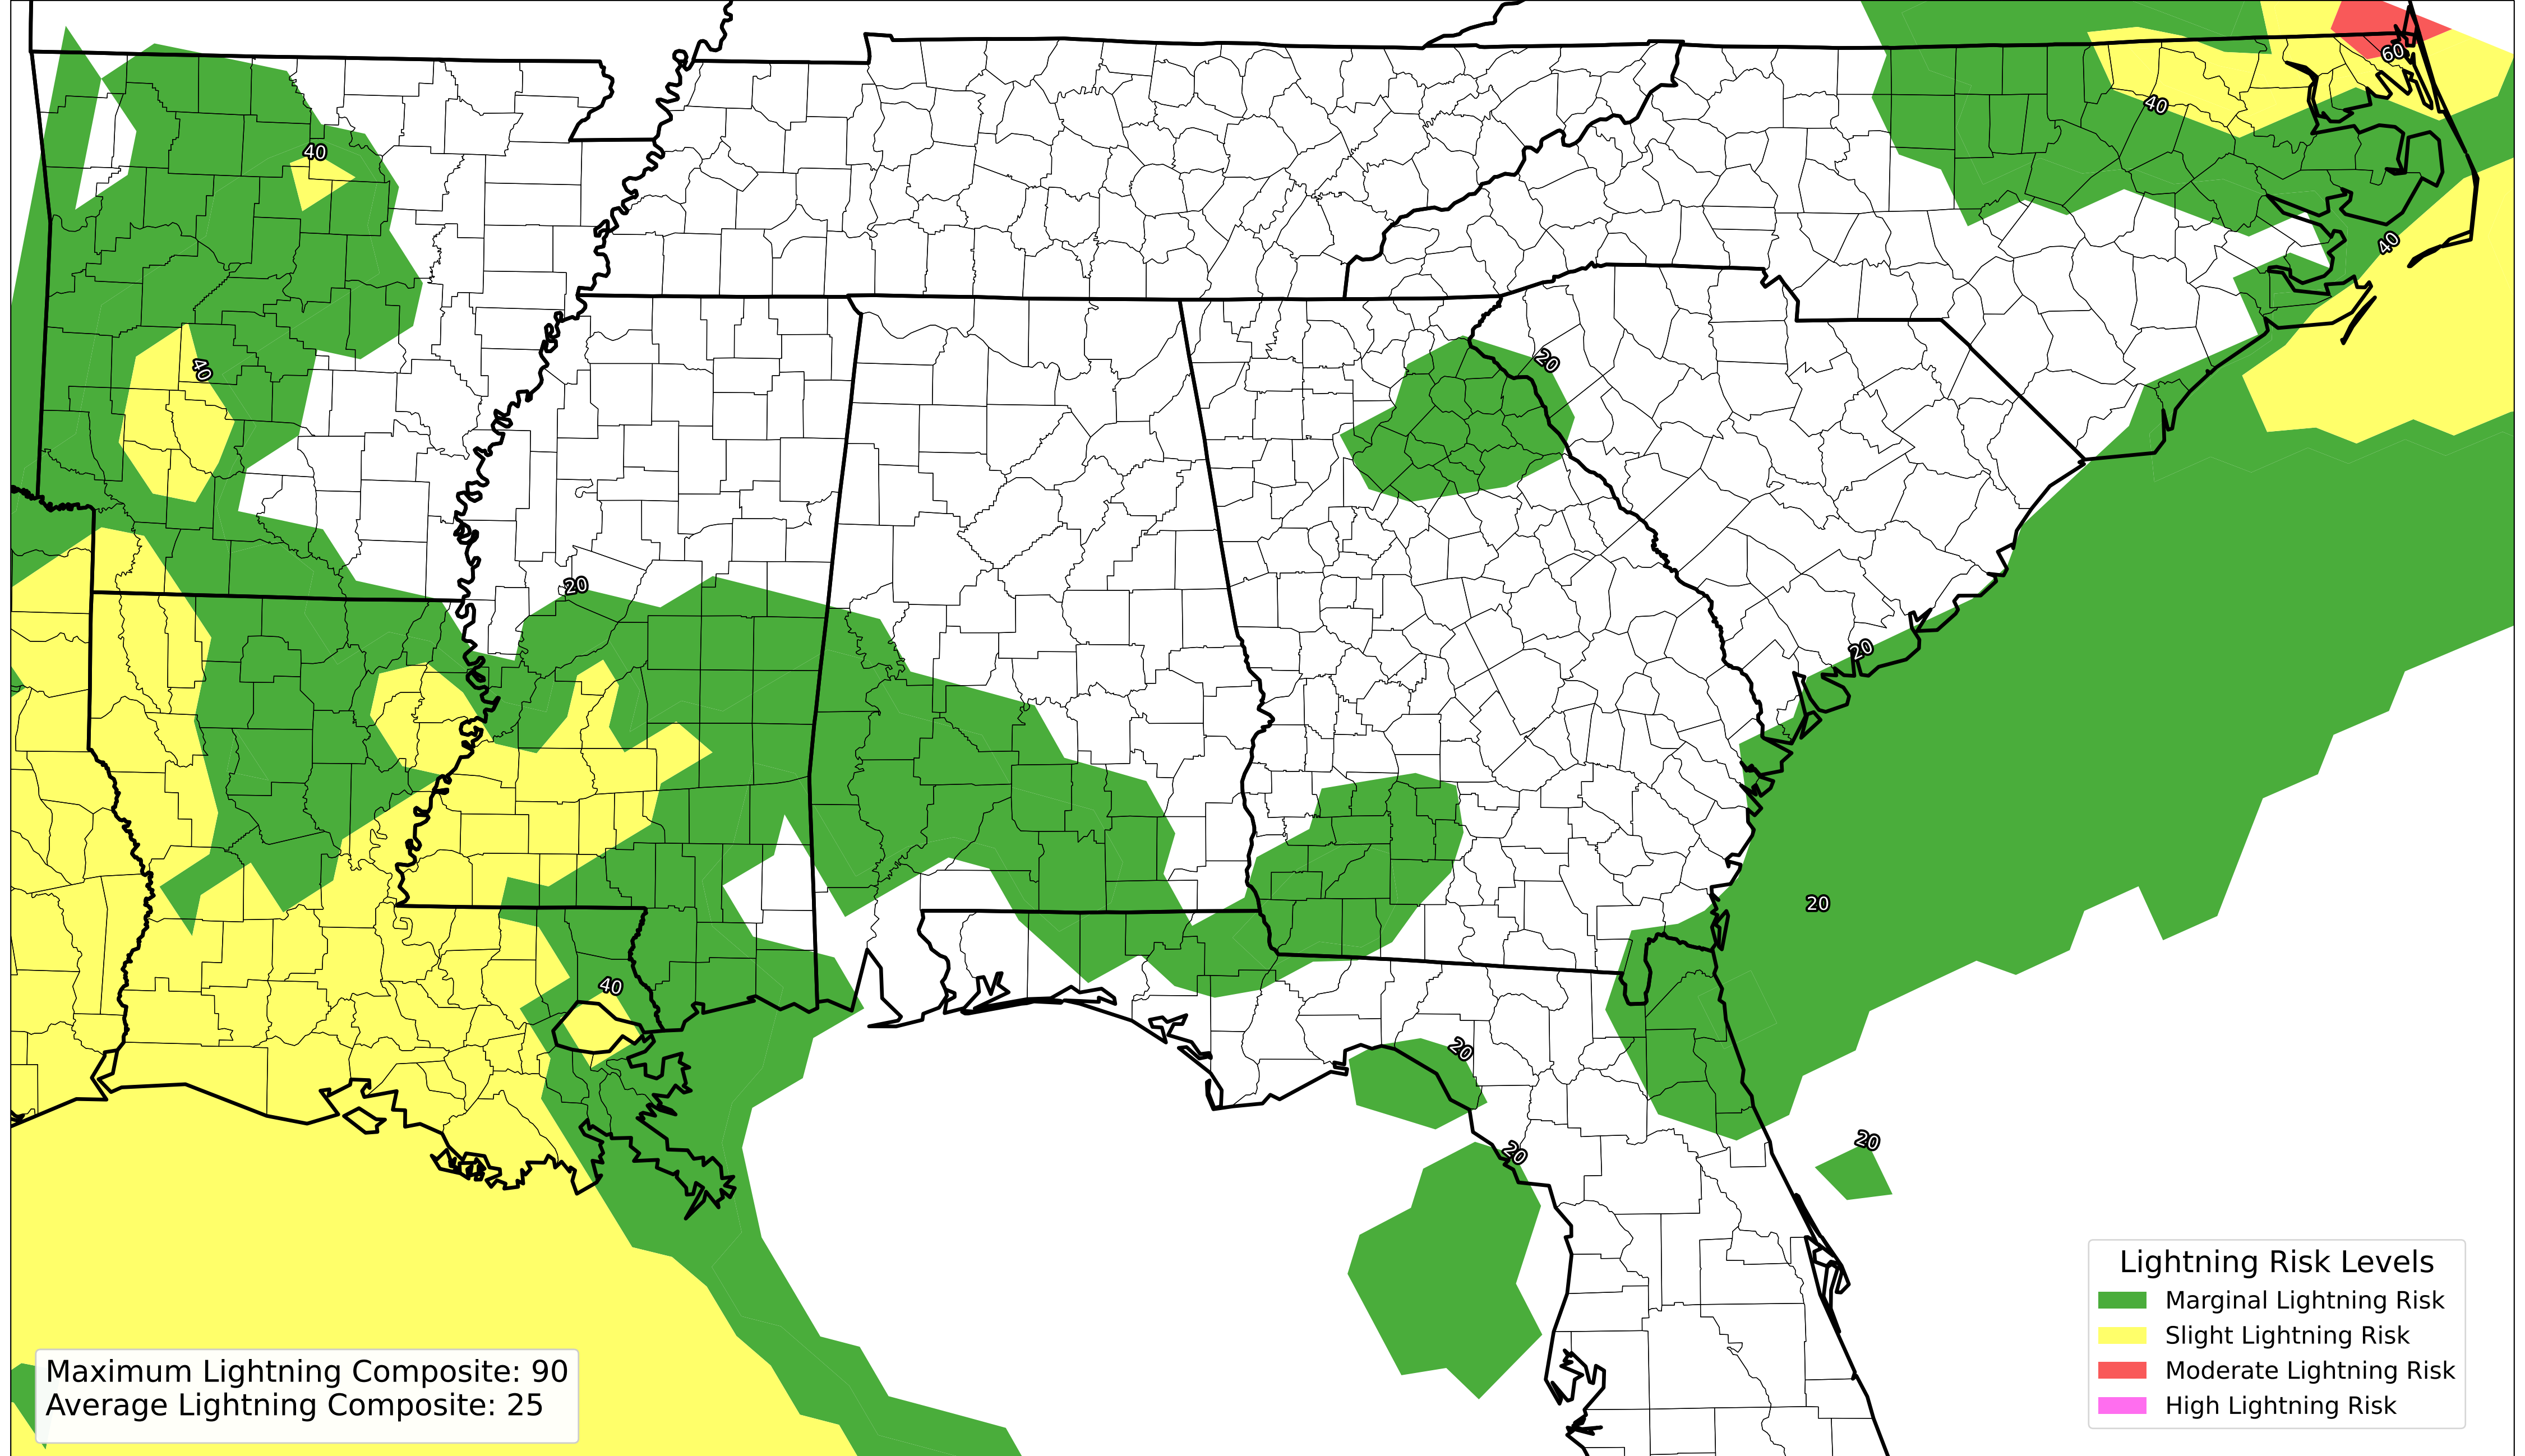 60
40
40
40
40
20
20
20
20
40
20
20
20
20
Lightning Risk Levels
Marginal Lightning Risk
Slight Lightning Risk
Moderate Lightning Risk
High Lightning Risk
Maximum Lightning Composite: 90
Average Lightning Composite: 25